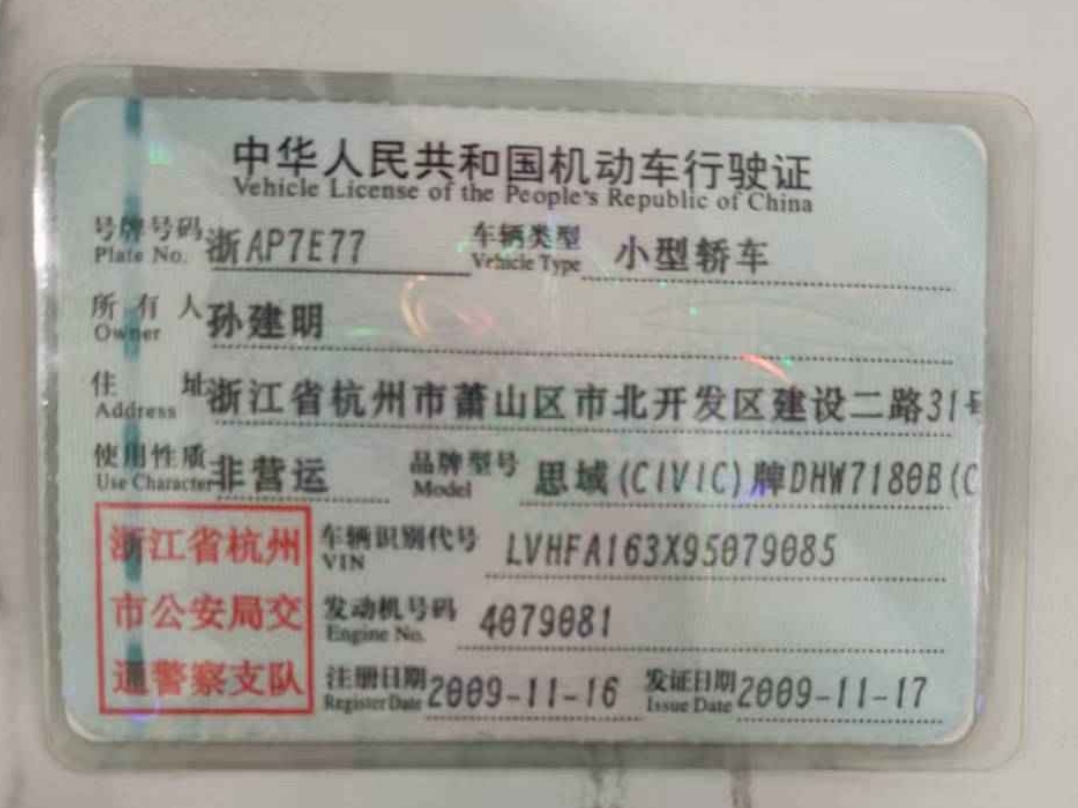 中华人民共和国机动车行驶证
Vehicle License of the People's Republic of China
号牌号码 浙AP7E77 车辆类型 小型轿车
Plate No. Vehicle Type
所有人 孙建明
Owner
住址 浙江省杭州市萧山区市北开发区建设二路31号
Address
使用性质 非营运 品牌型号 思域(CIVIC)牌DHW7180B(C
Use Character Model
浙江省杭州 车辆识别代号 LVHFA163X95079085
VIN
市公安局交 发动机号码 4079081
Engine No.
通警察支队 注册日期 2009-11-16 发证日期 2009-11-17
Register Date Issue Date